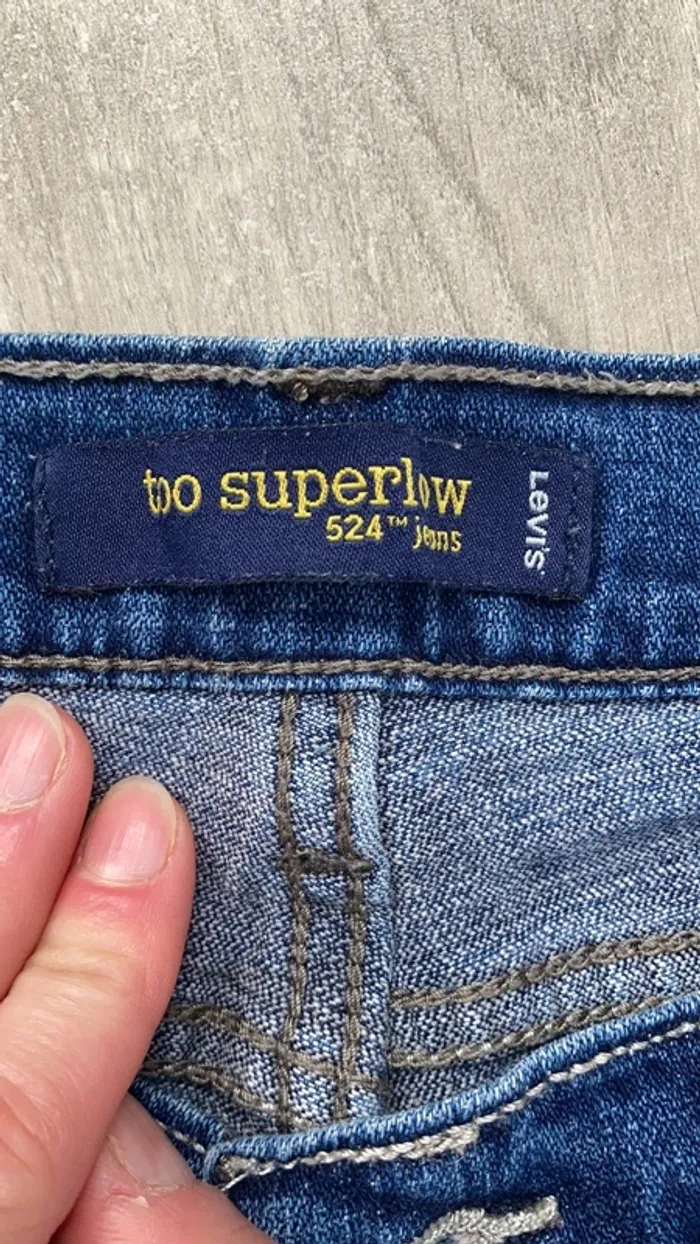 too superlow
524™ jeans
Levi's